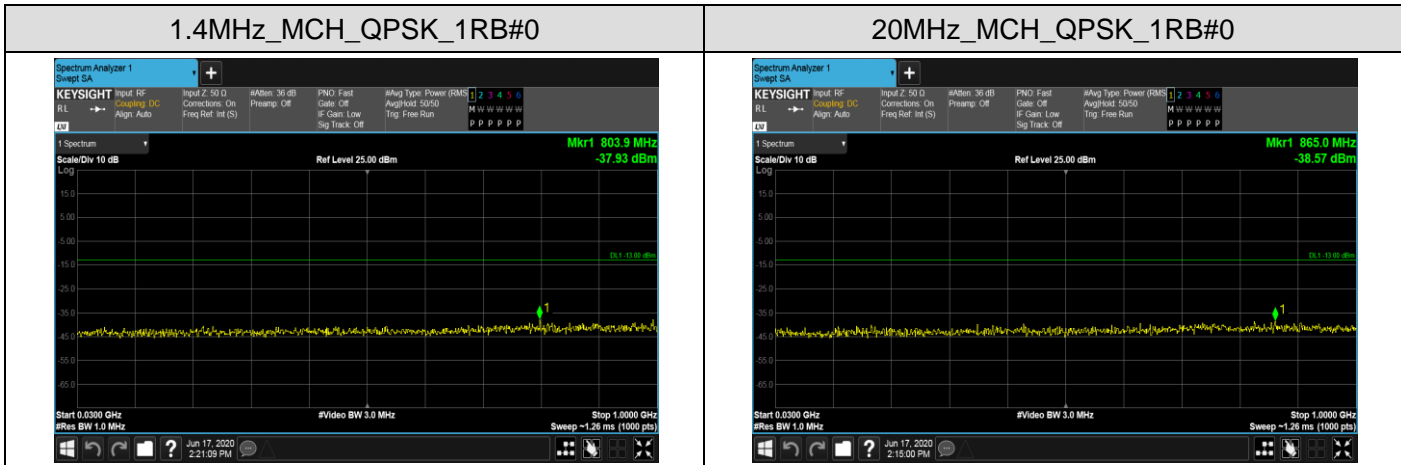 1.4MHz_MCH_QPSK_1RB#0
20MHz_MCH_QPSK_1RB#0
Spectrum Analyzer 1
Swept SA
+
KEYSIGHT
RL
LXI
Input: RF
Coupling: DC
Align: Auto
Input Z: 50 Ω
Corrections: On
Freq Ref: Int (S)
#Atten: 36 dB
Preamp: Off
PNO: Fast
Gate: Off
IF Gain: Low
Sig Track: Off
#Avg Type: Power (RMS
Avg|Hold: 50/50
Trig: Free Run
1 2 3 4 5 6
M W W W W W
P P P P P P
1 Spectrum
Scale/Div 10 dB
Log
Ref Level 25.00 dBm
Mkr1 803.9 MHz
-37.93 dBm
15.0
5.00
-5.00
DL1 -13.00 dBm
-15.0
-25.0
-35.0
1
-45.0
-55.0
-65.0
Start 0.0300 GHz
#Res BW 1.0 MHz
#Video BW 3.0 MHz
Stop 1.0000 GHz
Sweep ~1.26 ms (1000 pts)
?
Jun 17, 2020
2:21:09 PM
Spectrum Analyzer 1
Swept SA
+
KEYSIGHT
RL
LXI
Input: RF
Coupling: DC
Align: Auto
Input Z: 50 Ω
Corrections: On
Freq Ref: Int (S)
#Atten: 36 dB
Preamp: Off
PNO: Fast
Gate: Off
IF Gain: Low
Sig Track: Off
#Avg Type: Power (RMS
Avg|Hold: 50/50
Trig: Free Run
1 2 3 4 5 6
M W W W W W
P P P P P P
1 Spectrum
Scale/Div 10 dB
Log
Ref Level 25.00 dBm
Mkr1 865.0 MHz
-38.57 dBm
15.0
5.00
-5.00
DL1 -13.00 dBm
-15.0
-25.0
-35.0
1
-45.0
-55.0
-65.0
Start 0.0300 GHz
#Res BW 1.0 MHz
#Video BW 3.0 MHz
Stop 1.0000 GHz
Sweep ~1.26 ms (1000 pts)
?
Jun 17, 2020
2:15:00 PM